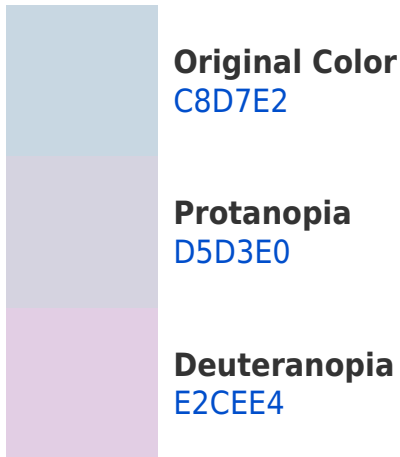 Original Color
C8D7E2
Protanopia
D5D3E0
Deuteranopia
E2CEE4